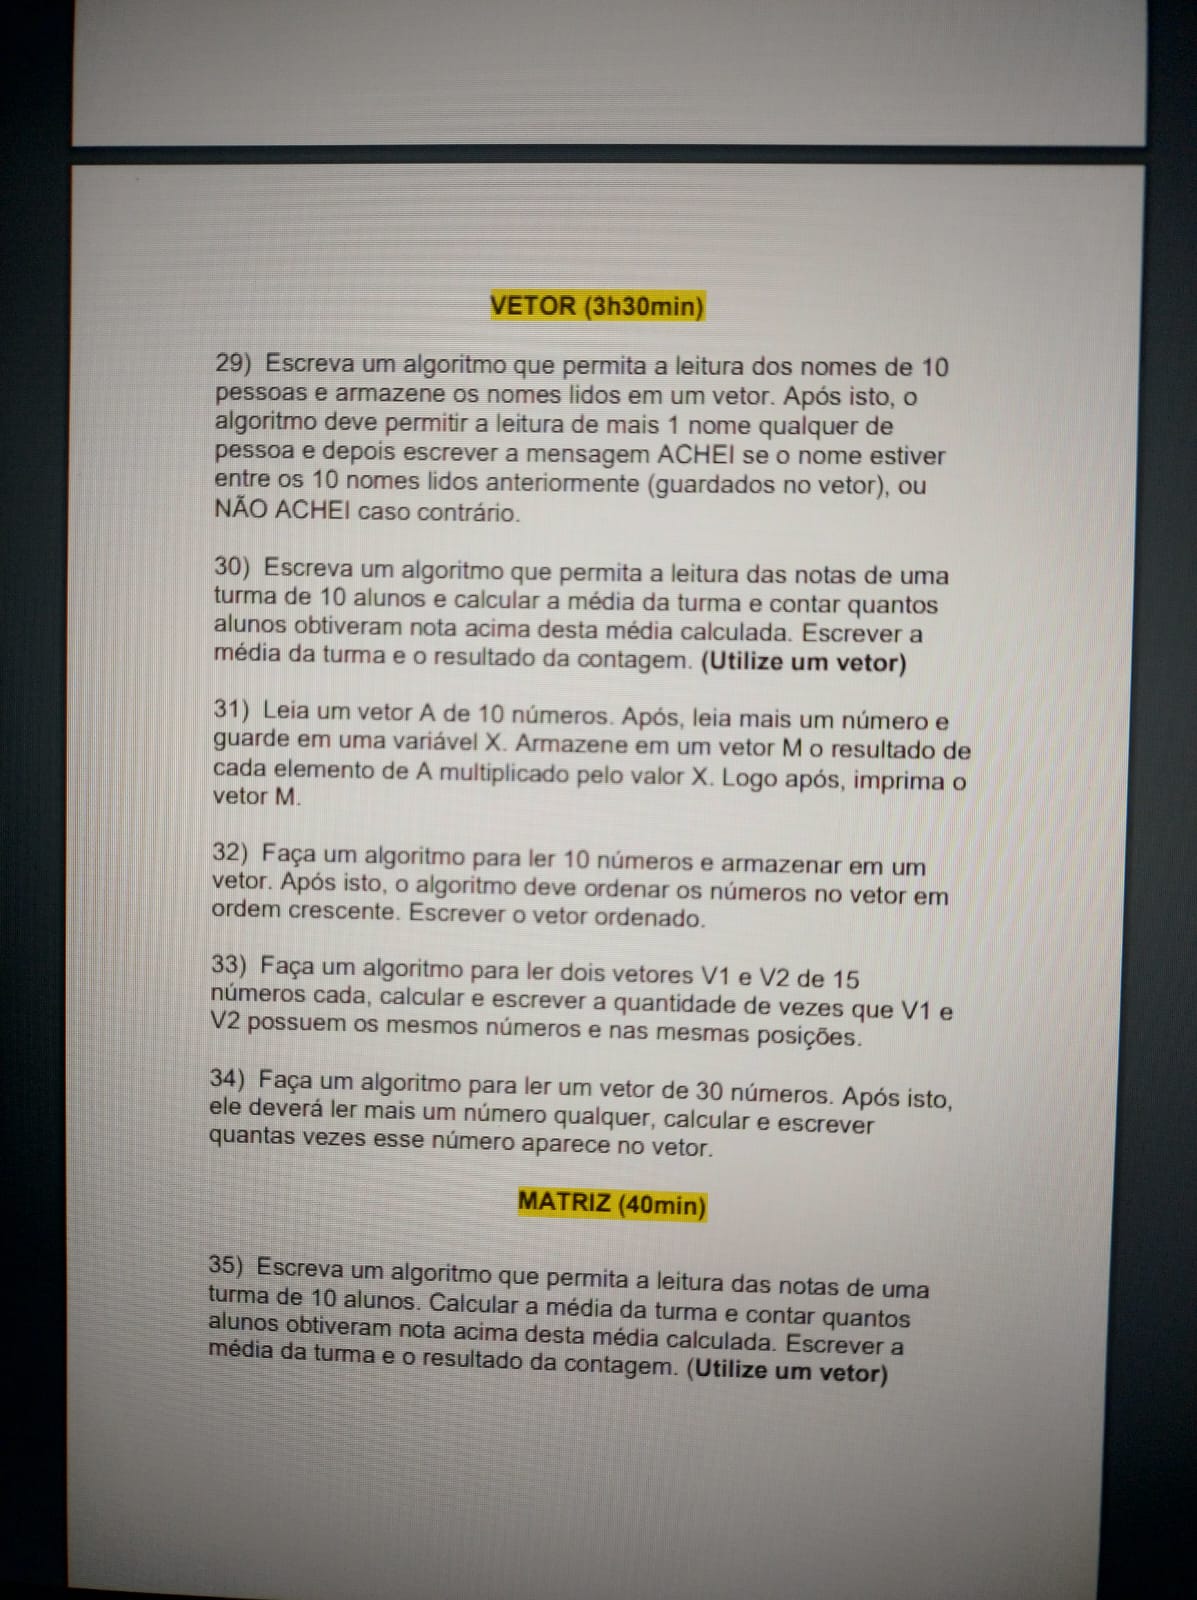 VETOR (3h30min)
29) Escreva um algoritmo que permita a leitura dos nomes de 10
pessoas e armazene os nomes lidos em um vetor. Após isto, o
algoritmo deve permitir a leitura de mais 1 nome qualquer de
pessoa e depois escrever a mensagem ACHEI se o nome estiver
entre os 10 nomes lidos anteriormente (guardados no vetor), ou
NÃO ACHEI caso contrário.
30) Escreva um algoritmo que permita a leitura das notas de uma
turma de 10 alunos e calcular a média da turma e contar quantos
alunos obtiveram nota acima desta média calculada. Escrever a
média da turma e o resultado da contagem. (Utilize um vetor)
31) Leia um vetor A de 10 números. Após, leia mais um número e
guarde em uma variável X. Armazene em um vetor M o resultado de
cada elemento de A multiplicado pelo valor X. Logo após, imprima o
vetor M.
32) Faça um algoritmo para ler 10 números e armazenar em um
vetor. Após isto, o algoritmo deve ordenar os números no vetor em
ordem crescente. Escrever o vetor ordenado.
33) Faça um algoritmo para ler dois vetores V1 e V2 de 15
números cada, calcular e escrever a quantidade de vezes que V1 e
V2 possuem os mesmos números e nas mesmas posições.
34) Faça um algoritmo para ler um vetor de 30 números. Após isto,
ele deverá ler mais um número qualquer, calcular e escrever
quantas vezes esse número aparece no vetor.
MATRIZ (40min)
35) Escreva um algoritmo que permita a leitura das notas de uma
turma de 10 alunos. Calcular a média da turma e contar quantos
alunos obtiveram nota acima desta média calculada. Escrever a
média da turma e o resultado da contagem. (Utilize um vetor)